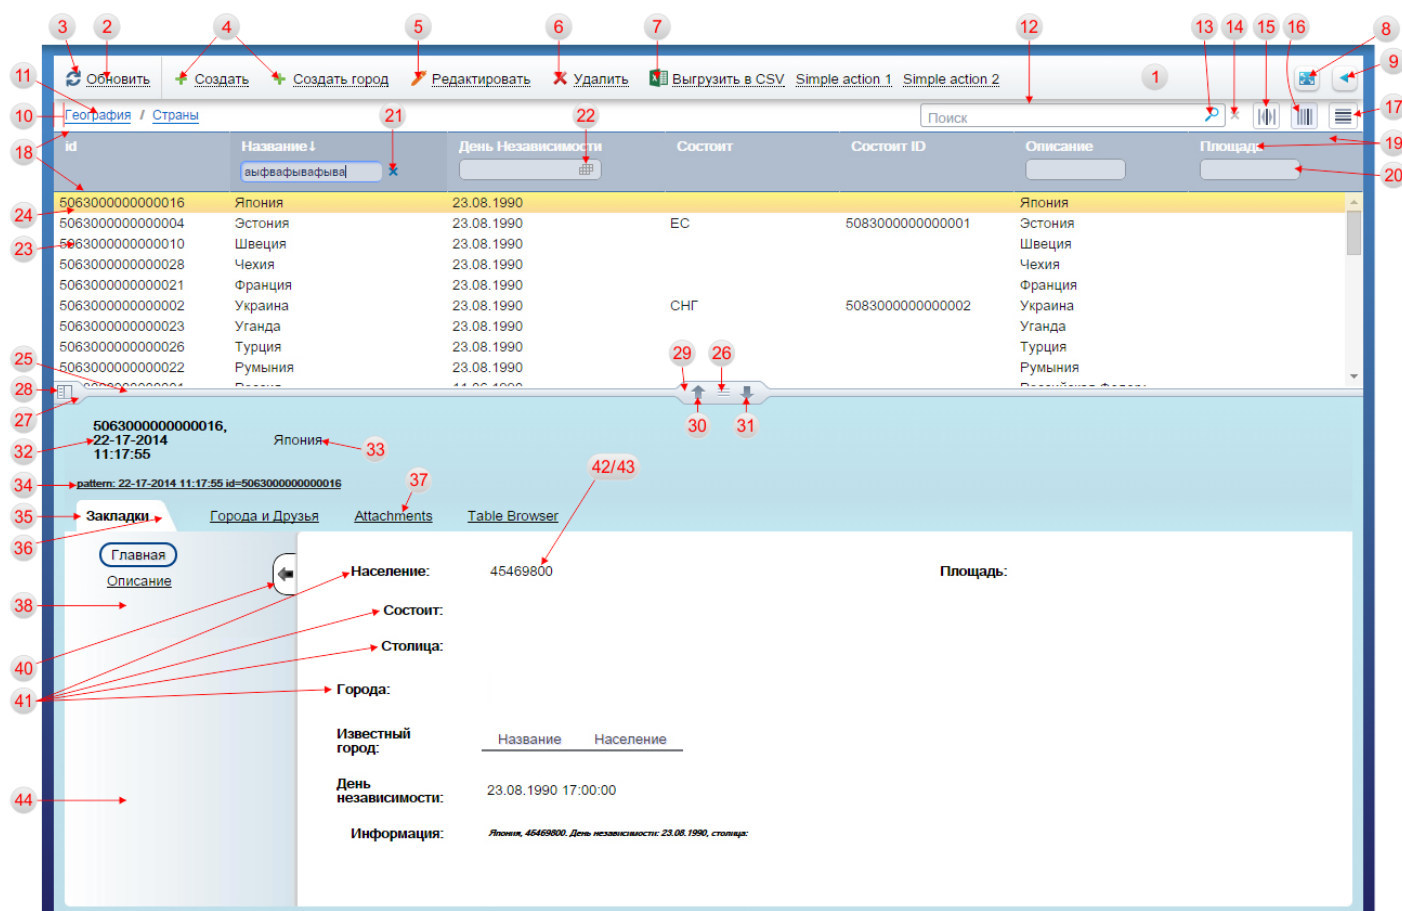 3 2 4 5 6 7 12 13 14 15 16 8
11 Обновить Создать Создать город Редактировать Удалить Выгрузить в CSV Simple action 1 Simple action 2 1 9
10 География / Страны 21 22 Поиск 17
18 id Название↓ День Независимости Состоит Состоит ID Описание Площадь 19
аыфвафывафыва 20
5063000000000016 Япония 23.08.1990 Япония
24 5063000000000004 Эстония 23.08.1990 ЕС 5083000000000001 Эстония
23 5063000000000010 Швеция 23.08.1990 Швеция
5063000000000028 Чехия 23.08.1990 Чехия
5063000000000021 Франция 23.08.1990 Франция
5063000000000002 Украина 23.08.1990 СНГ 5083000000000002 Украина
5063000000000023 Уганда 23.08.1990 Уганда
5063000000000026 Турция 23.08.1990 Турция
25 5063000000000022 Румыния 23.08.1990 29 26 Румыния
28
27 30 31
5063000000000016,
32 22-17-2014 Япония 33
11:17:55
42/43
34 pattern: 22-17-2014 11:17:55 id=5063000000000016 37
35 Закладки Города и Друзья Attachments Table Browser
36 Главная
Население: 45469800 Площадь:
Описание
38 Состоит:
Столица:
40
41 Города:
Известный
город: Название Население
День
независимости: 23.08.1990 17:00:00
44
Информация: Япония, 45469800. День независимости: 23.08.1990, столица: